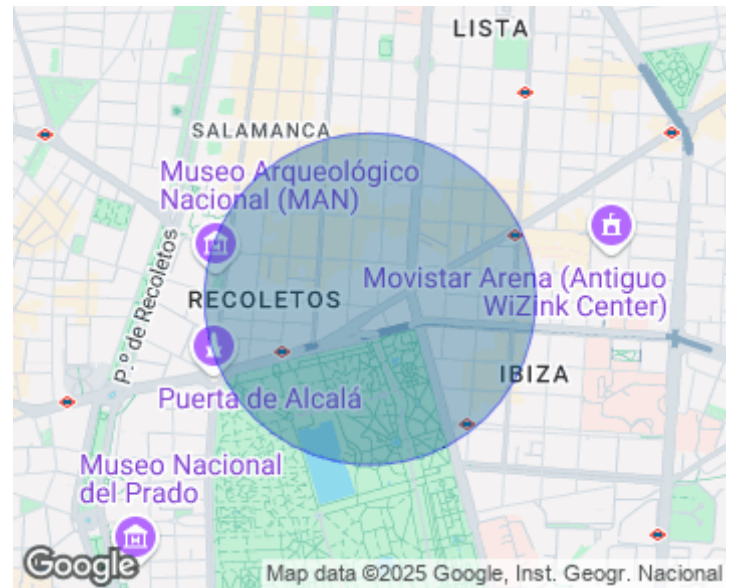 LISTA
SALAMANCA
Museo Arqueológico
Nacional (MAN)
P.º de Recoletos
RECOLETOS
Movistar Arena (Antiguo
WiZink Center)
IBIZA
Puerta de Alcalá
Museo Nacional
del Prado
Google
Map data ©2025 Google, Inst. Geogr. Nacional